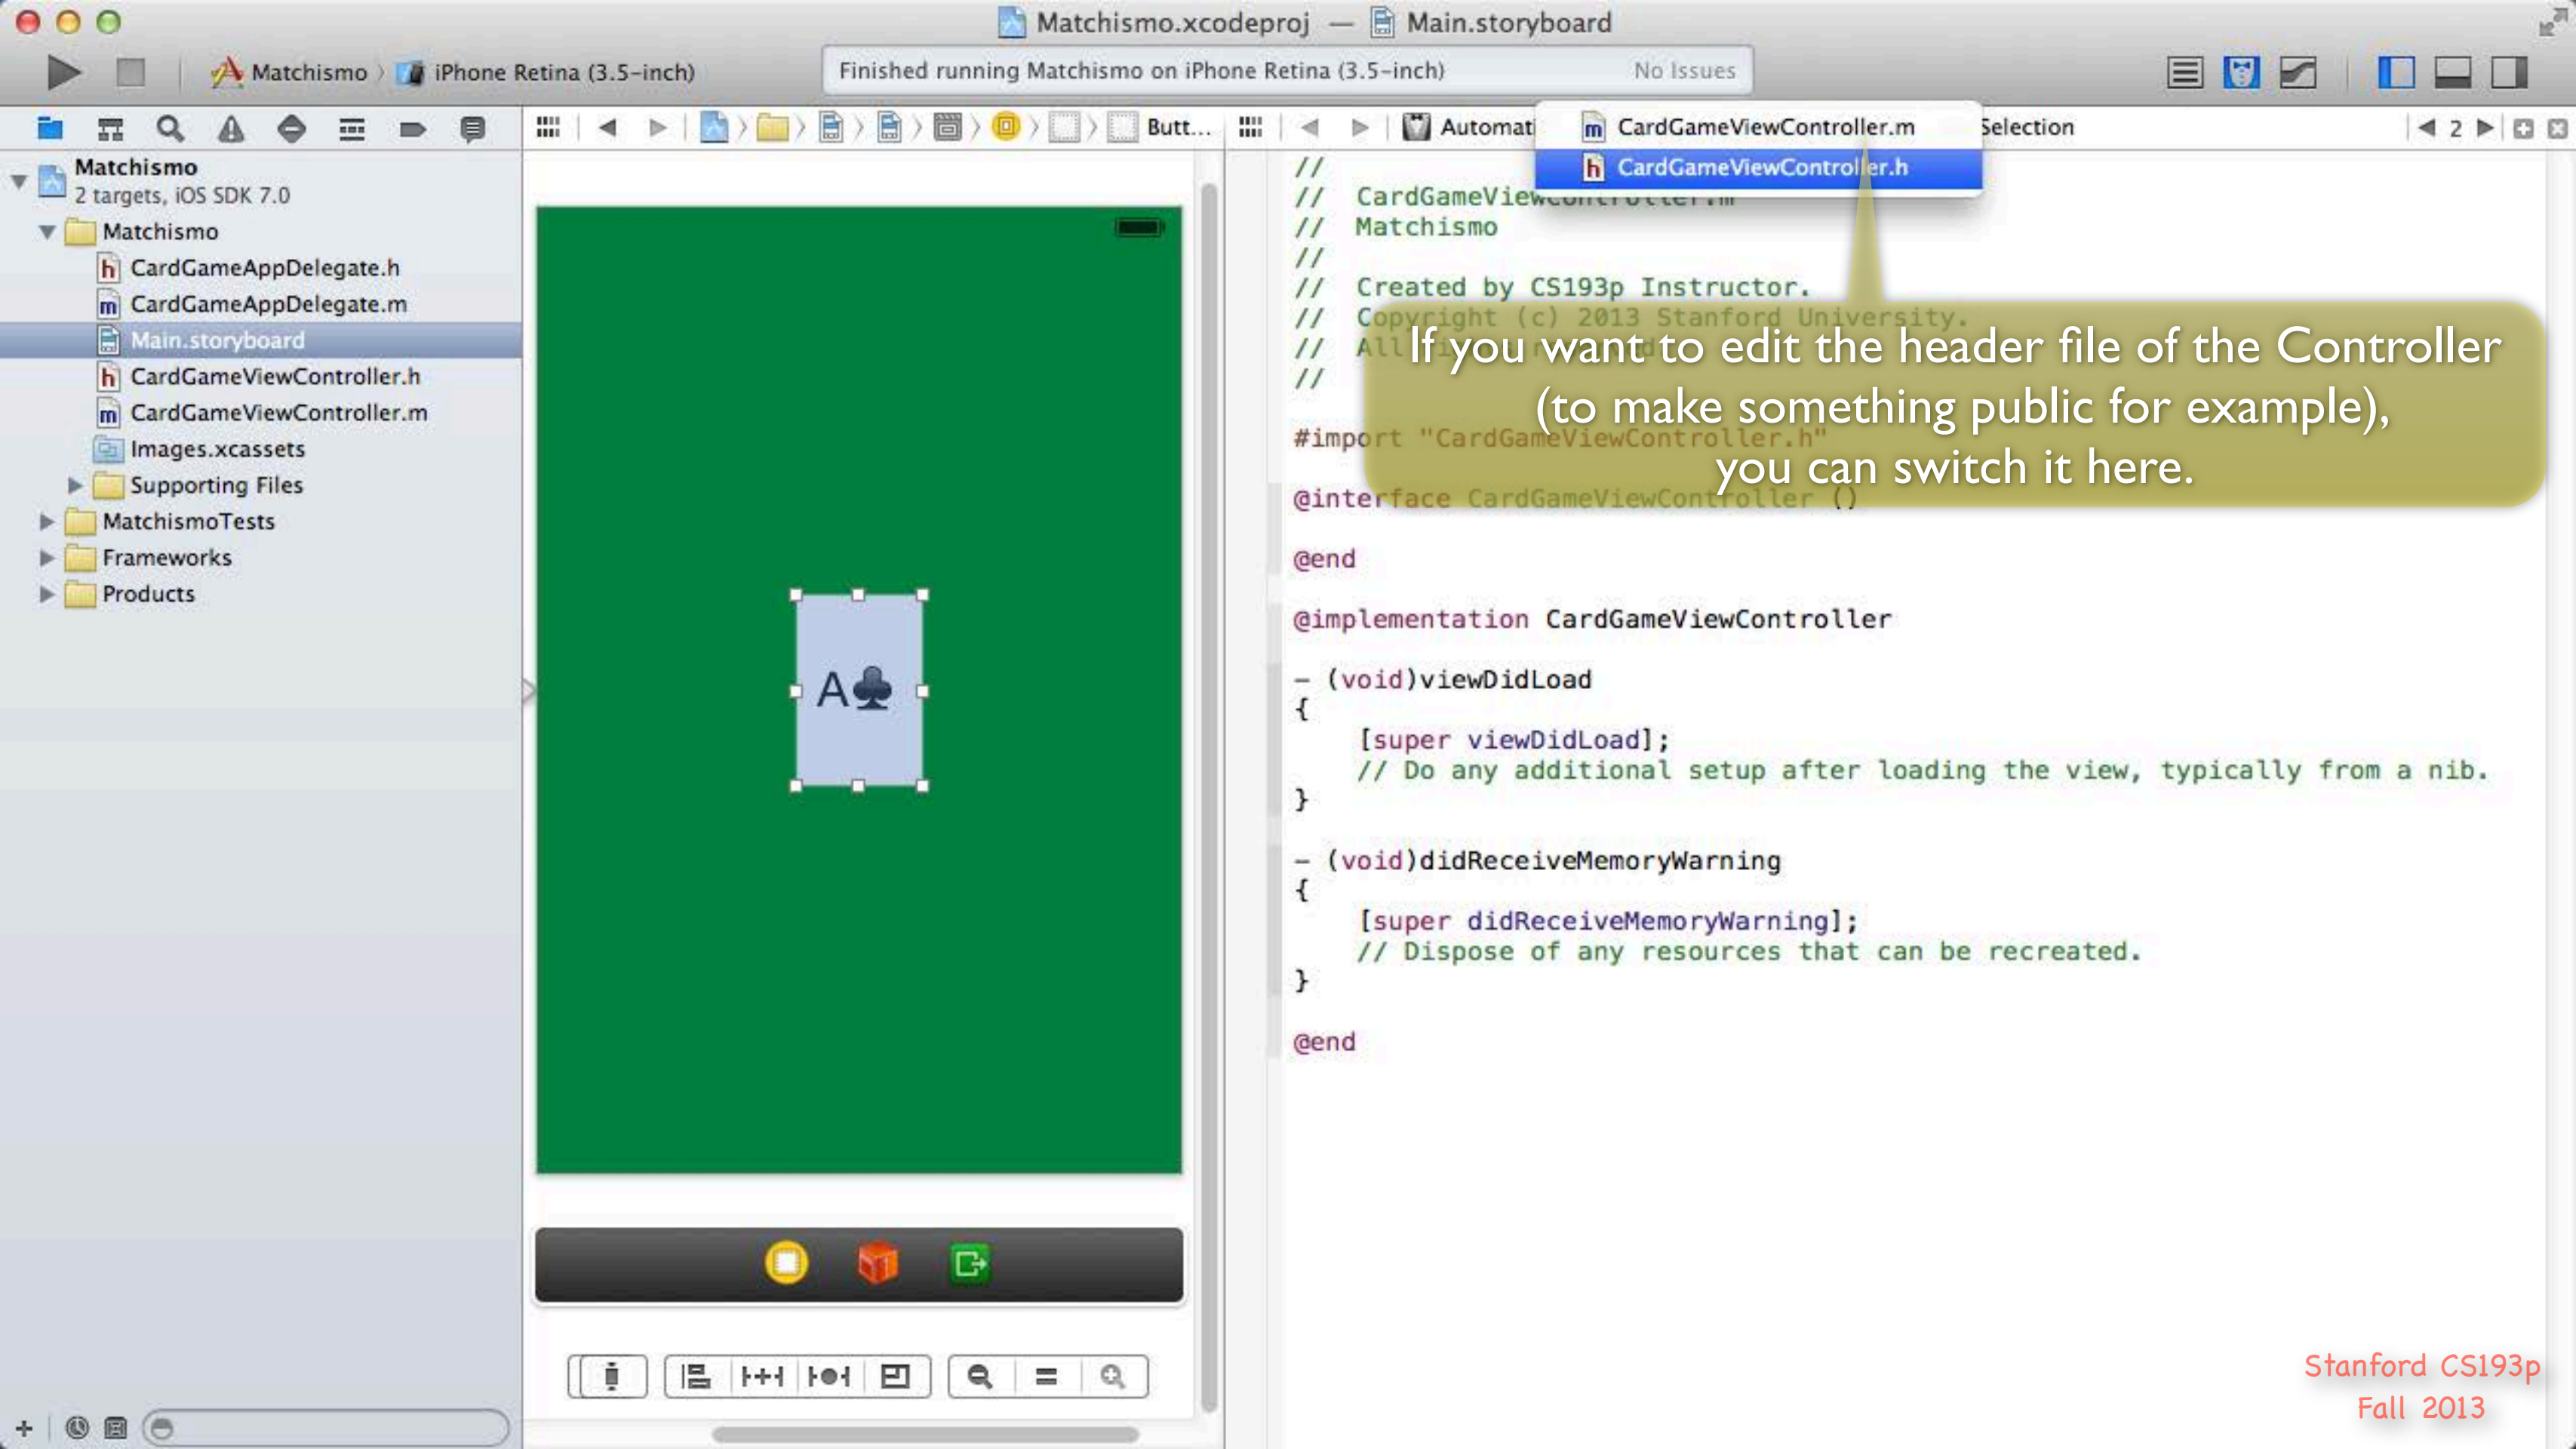 Matchismo.xcodeproj — Main.storyboard
Matchismo
iPhone Retina (3.5-inch)
Finished running Matchismo on iPhone Retina (3.5-inch)
No Issues
Butt...
Automati
CardGameViewController.m
Selection
2
CardGameViewController.h
Matchismo
2 targets, iOS SDK 7.0
Matchismo
CardGameAppDelegate.h
CardGameAppDelegate.m
Main.storyboard
CardGameViewController.h
CardGameViewController.m
Images.xcassets
Supporting Files
MatchismoTests
Frameworks
Products
A♣
//
// CardGameViewController.m
// Matchismo
//
// Created by CS193p Instructor.
// Copyright (c) 2013 Stanford University.
// All
//
#import "CardGameViewController.h"
@interface CardGameViewController ()
@end
@implementation CardGameViewController
- (void)viewDidLoad
{
[super viewDidLoad];
// Do any additional setup after loading the view, typically from a nib.
}
- (void)didReceiveMemoryWarning
{
[super didReceiveMemoryWarning];
// Dispose of any resources that can be recreated.
}
@end
If you want to edit the header file of the Controller
(to make something public for example),
you can switch it here.
Stanford CS193p
Fall 2013